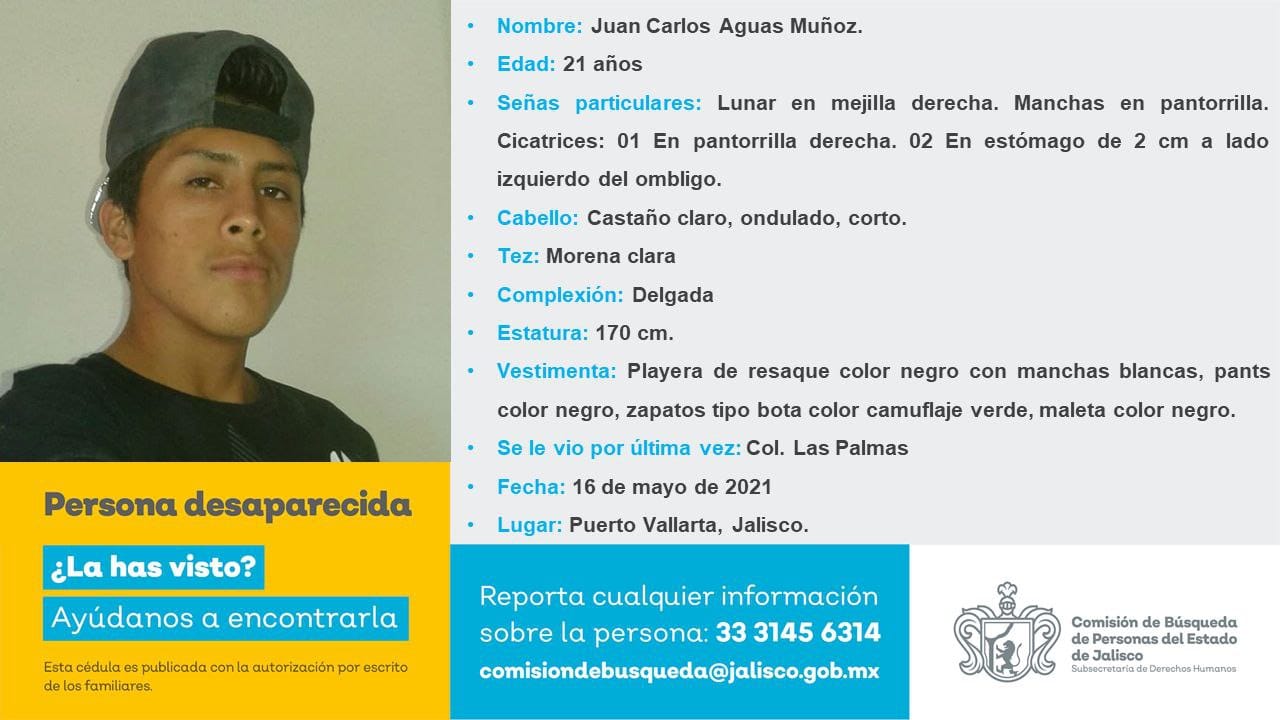 • Nombre: Juan Carlos Aguas Muñoz.
• Edad: 21 años
• Señas particulares: Lunar en mejilla derecha. Manchas en pantorrilla.
Cicatrices: 01 En pantorrilla derecha. 02 En estómago de 2 cm a lado
izquierdo del ombligo.
• Cabello: Castaño claro, ondulado, corto.
• Tez: Morena clara
• Complexión: Delgada
• Estatura: 170 cm.
• Vestimenta: Playera de resaque color negro con manchas blancas, pants
color negro, zapatos tipo bota color camuflaje verde, maleta color negro.
• Se le vio por última vez: Col. Las Palmas
• Fecha: 16 de mayo de 2021
• Lugar: Puerto Vallarta, Jalisco.
Persona desaparecida
¿La has visto?
Ayúdanos a encontrarla
Esta cédula es publicada con la autorización por escrito
de los familiares.
Reporta cualquier información
sobre la persona: 33 3145 6314
comisiondebusqueda@jalisco.gob.mx
Comisión de Búsqueda
de Personas del Estado
de Jalisco
Subsecretaría de Derechos Humanos